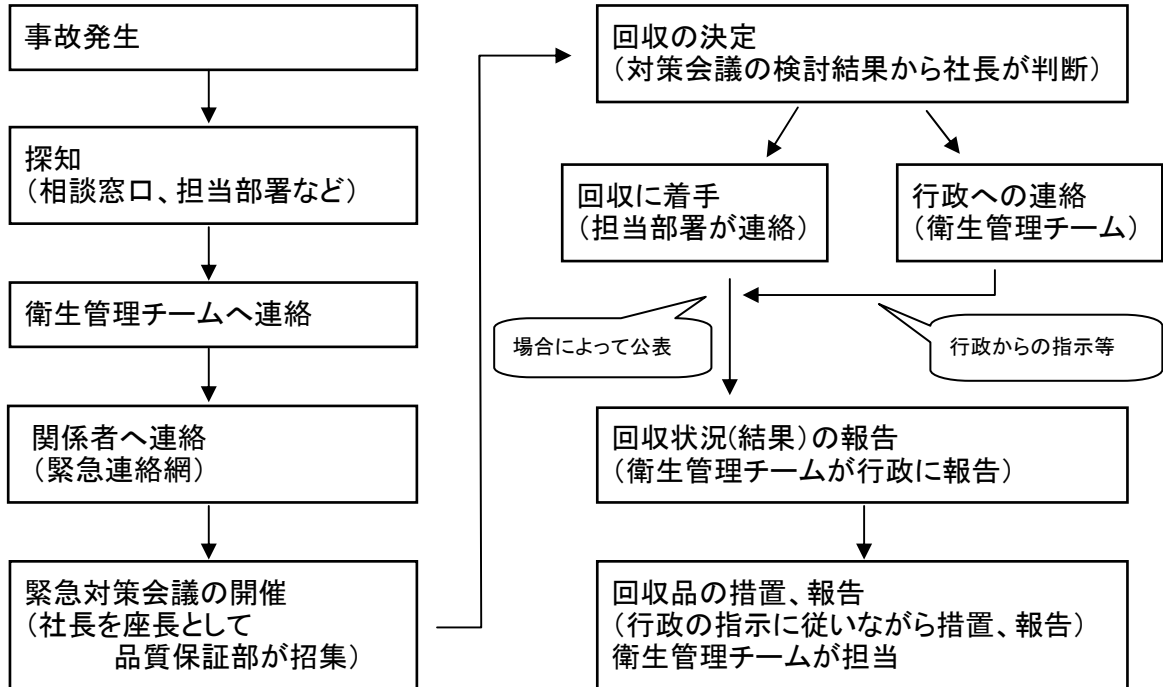 事故発生
探知
(相談窓口、担当部署など)
衛生管理チームへ連絡
関係者へ連絡
(緊急連絡網)
緊急対策会議の開催
(社長を座長として
品質保証部が招集)
回収の決定
(対策会議の検討結果から社長が判断)
回収に着手
(担当部署が連絡)
行政への連絡
(衛生管理チーム)
場合によって公表
行政からの指示等
回収状況(結果)の報告
(衛生管理チームが行政に報告)
回収品の措置、報告
(行政の指示に従いながら措置、報告)
衛生管理チームが担当